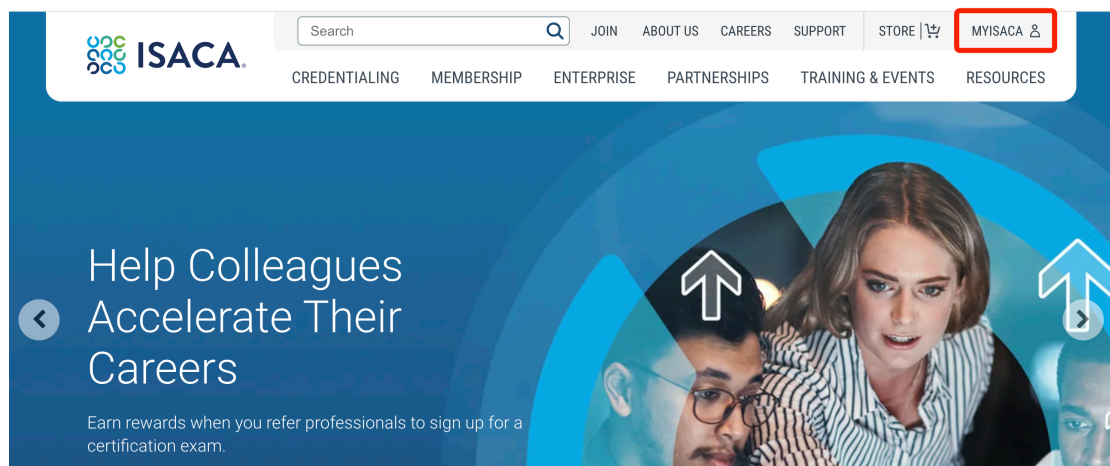 Search
JOIN ABOUT US CAREERS SUPPORT STORE MYISACA
ISACA.
CREDENTIALING MEMBERSHIP ENTERPRISE PARTNERSHIPS TRAINING & EVENTS RESOURCES
Help Colleagues
Accelerate Their
Careers
Earn rewards when you refer professionals to sign up for a
certification exam.